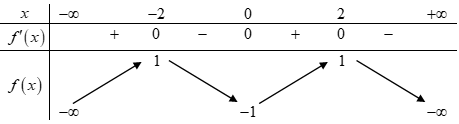 x −∞ −2 0 2 +∞
f′(x) + 0 − 0 + 0 −
1 1
f(x)
−∞ −1 −∞